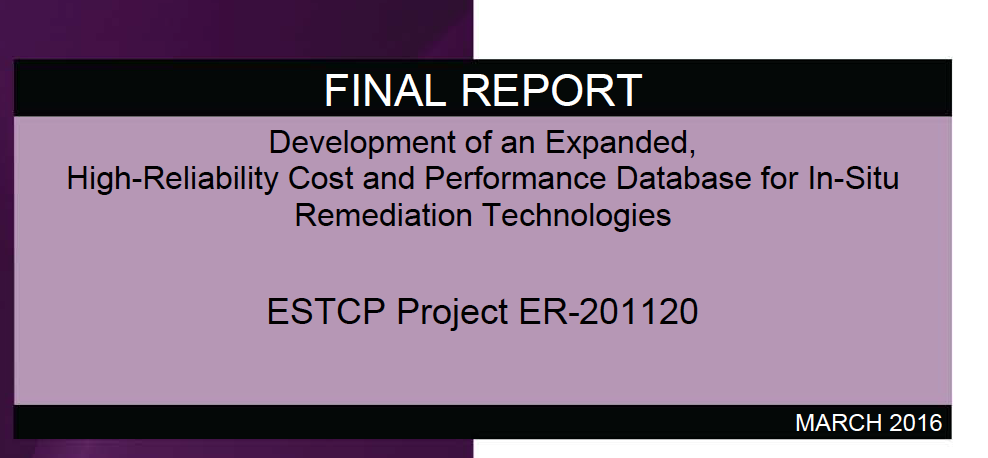 FINAL REPORT
Development of an Expanded,
High-Reliability Cost and Performance Database for In-Situ
Remediation Technologies
ESTCP Project ER-201120
MARCH 2016